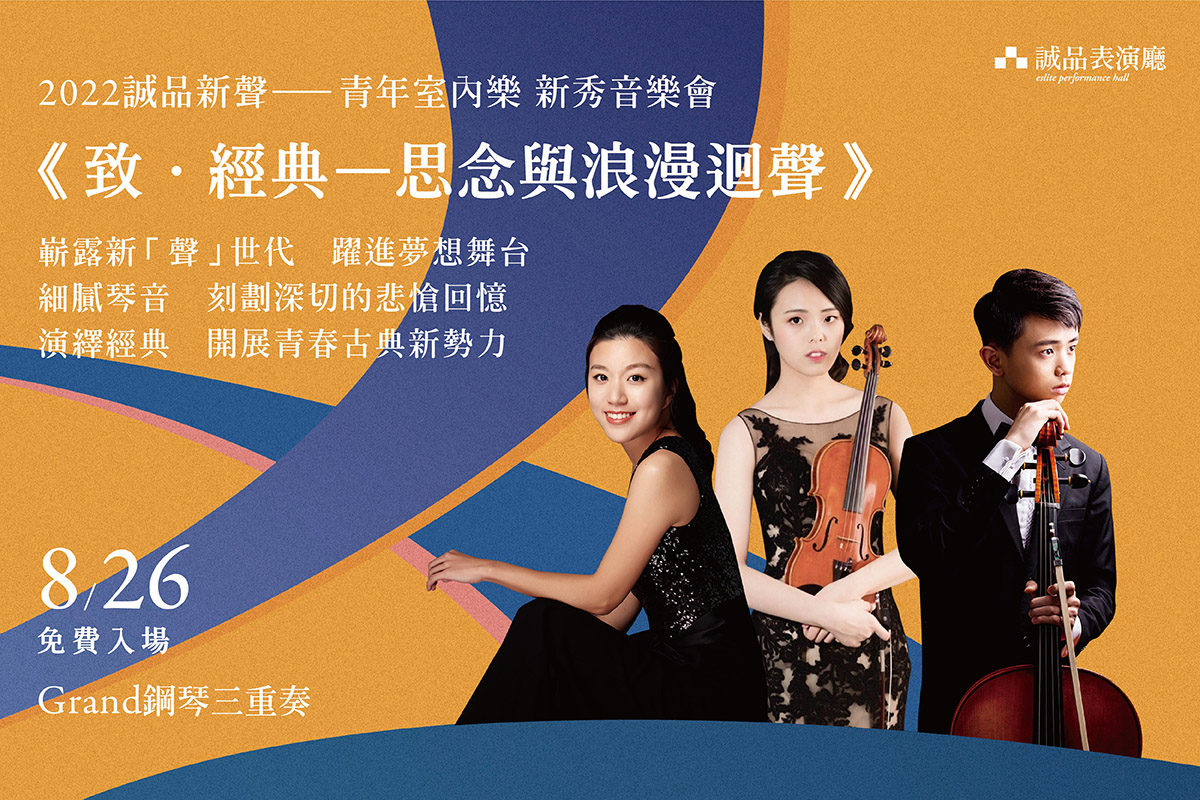 誠品表演廳
eslite performance hall
2022誠品新聲——青年室內樂 新秀音樂會
《致・經典—思念與浪漫迴聲》
嶄露新「聲」世代 躍進夢想舞台
細膩琴音 刻劃深切的悲愴回憶
演繹經典 開展青春古典新勢力
8/26
免費入場
Grand鋼琴三重奏